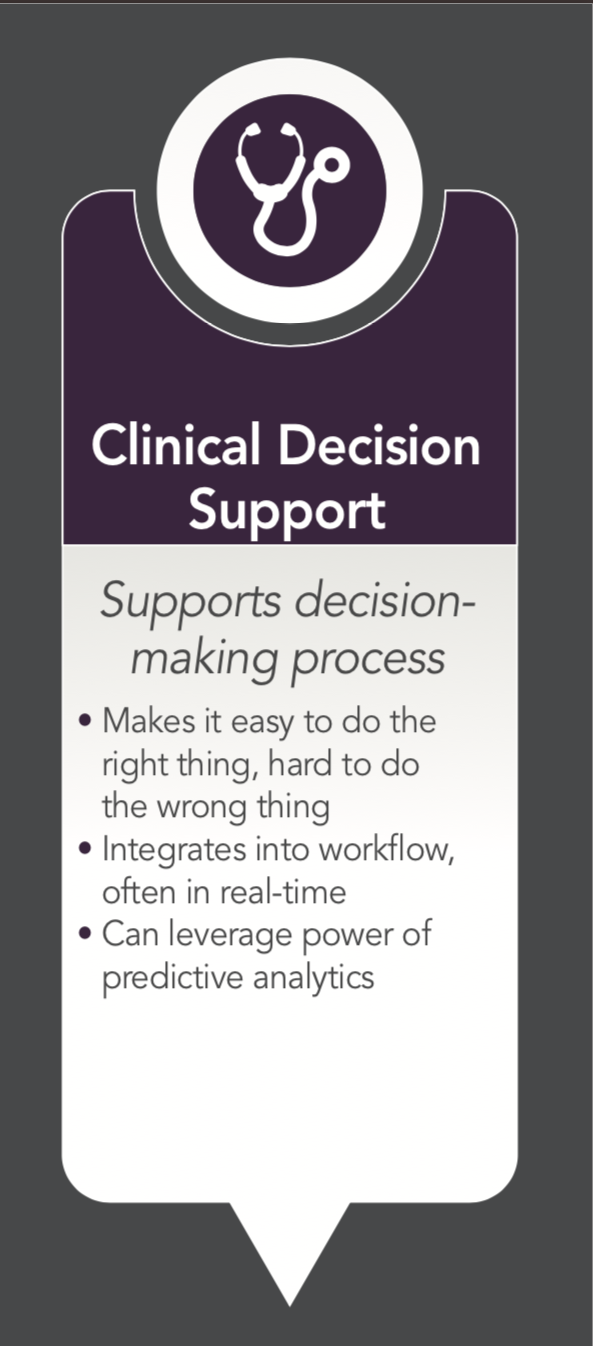 Clinical Decision
Support
Supports decision-
making process
• Makes it easy to do the
right thing, hard to do
the wrong thing
• Integrates into workflow,
often in real-time
• Can leverage power of
predictive analytics